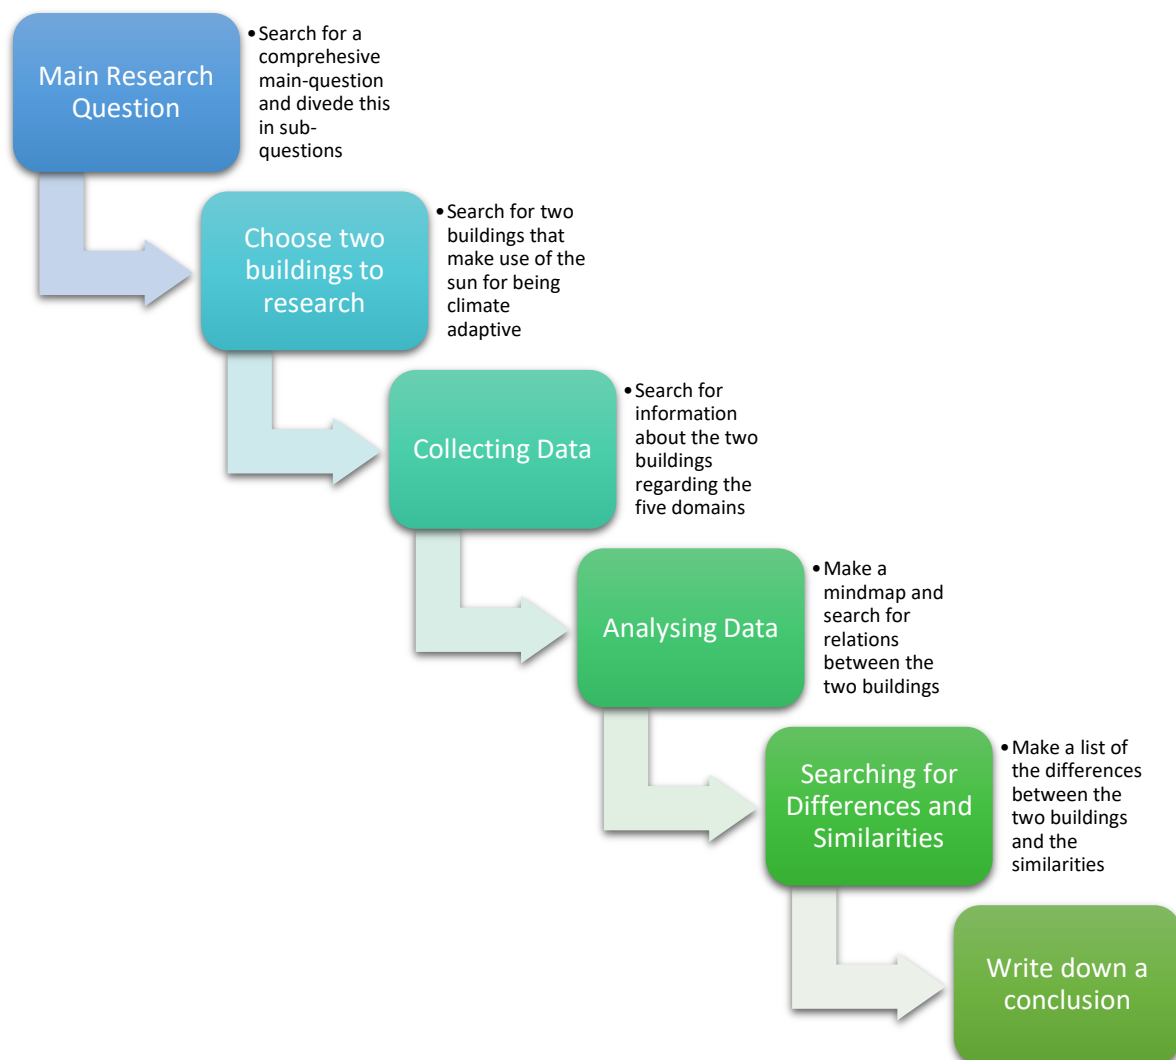 Main Research
Question
•Search for a
comprehesive
main-question
and divede this
in sub-
questions
Choose two
buildings to
research
•Search for two
buildings that
make use of the
sun for being
climate
adaptive
Collecting Data
•Search for
information
about the two
buildings
regarding the
five domains
Analysing Data
•Make a
mindmap and
search for
relations
between the
two buildings
Searching for
Differences and
Similarities
•Make a list of
the differences
between the
two buildings
and the
similarities
Write down a
conclusion